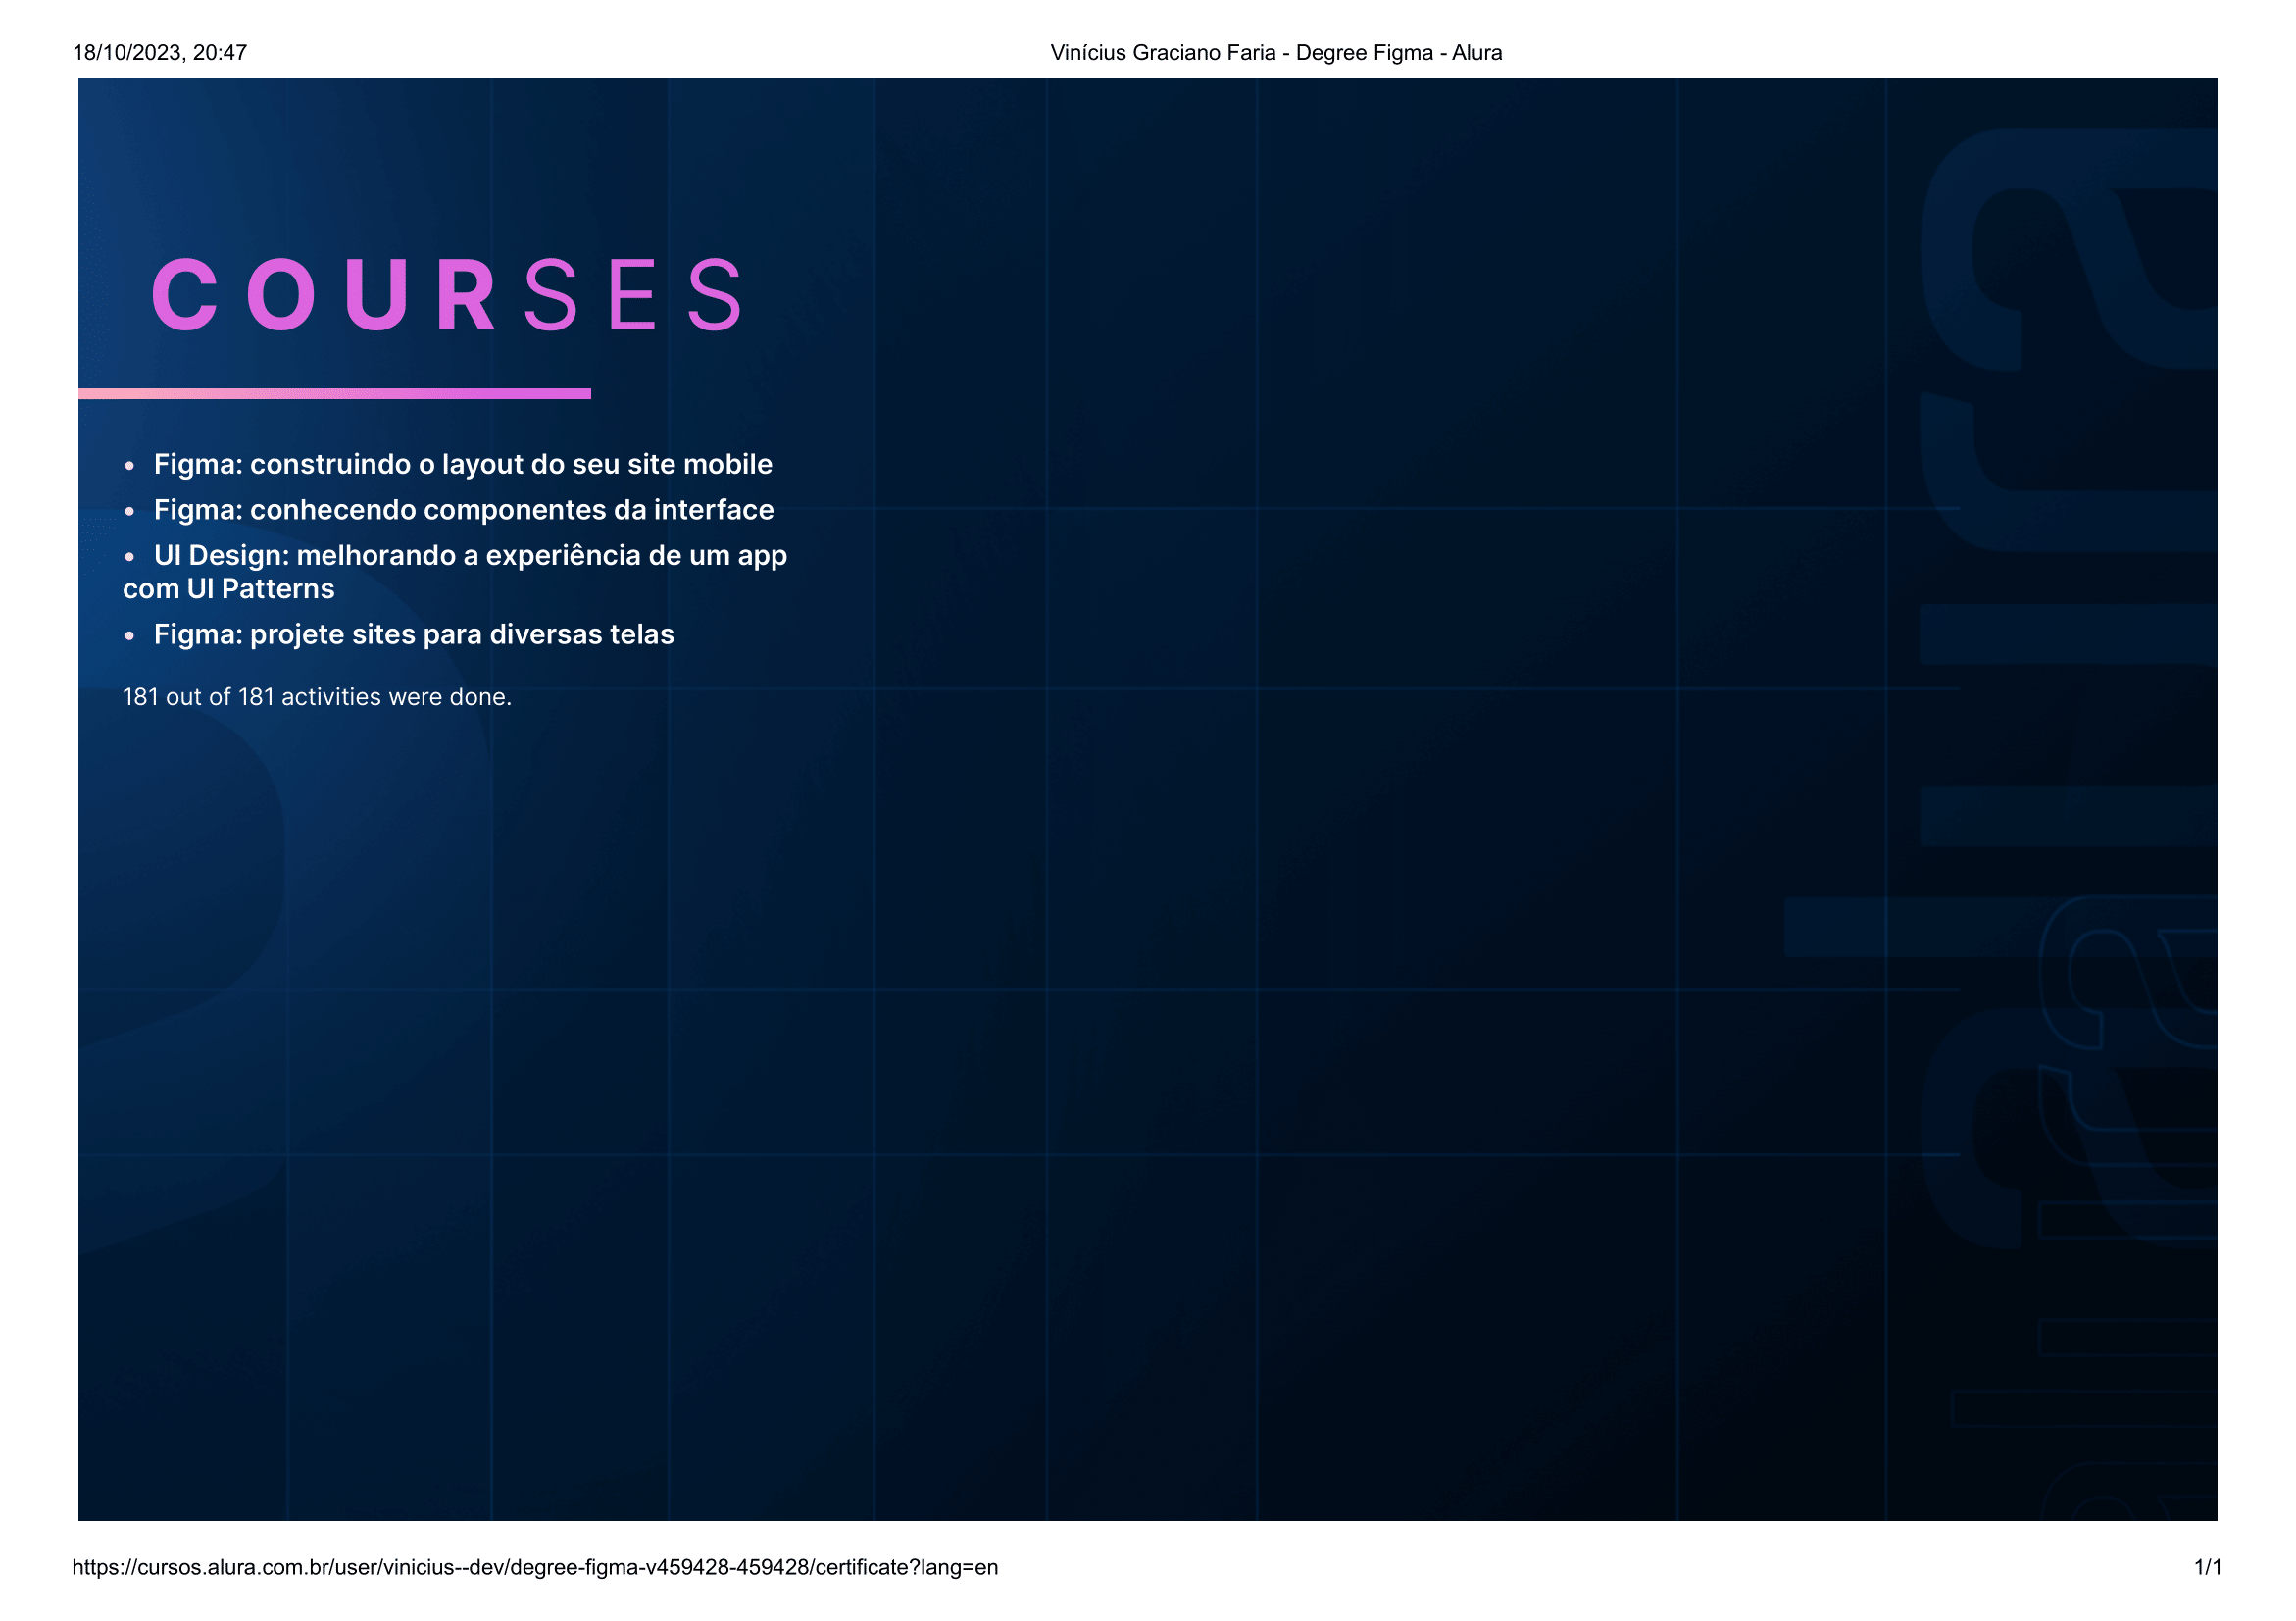 18/10/2023, 20:47
Vinícius Graciano Faria - Degree Figma - Alura
COURSES
• Figma: construindo o layout do seu site mobile
• Figma: conhecendo componentes da interface
• UI Design: melhorando a experiência de um app
com UI Patterns
• Figma: projete sites para diversas telas
181 out of 181 activities were done.
alura
alura
https://cursos.alura.com.br/user/vinicius--dev/degree-figma-v459428-459428/certificate?lang=en
1/1